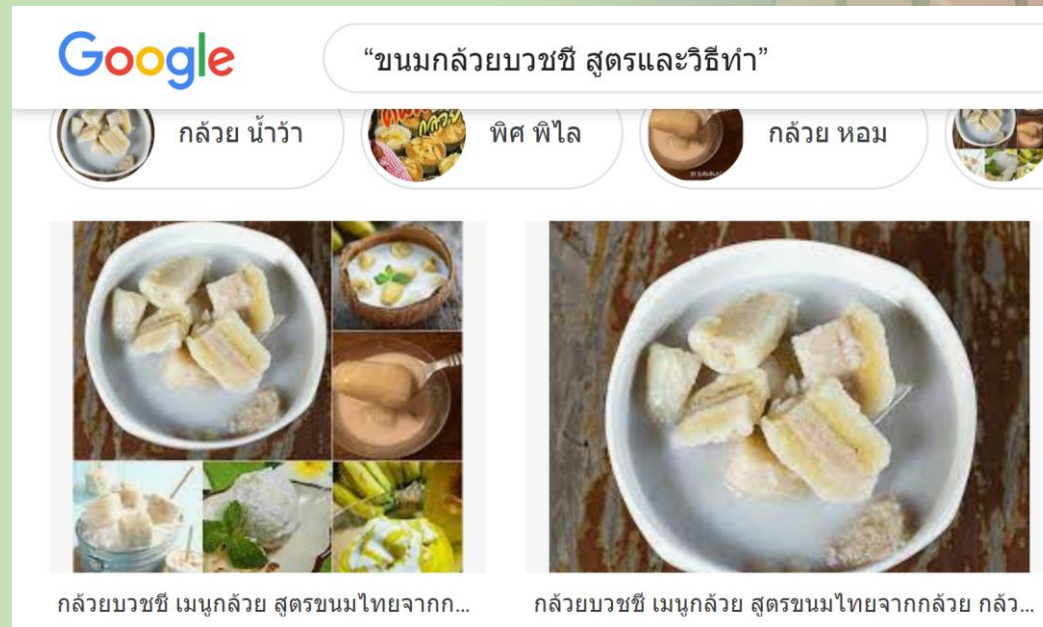 Google
“ขนมกล้วยบวชชี สูตรและวิธีทำ”
กล้วย น้ำว้า
พิศ พิไล
กล้วย หอม
กล้วยบวชชี เมนูกล้วย สูตรขนมไทยจากก...
กล้วยบวชชี เมนูกล้วย สูตรขนมไทยจากกล้วย กล้ว...